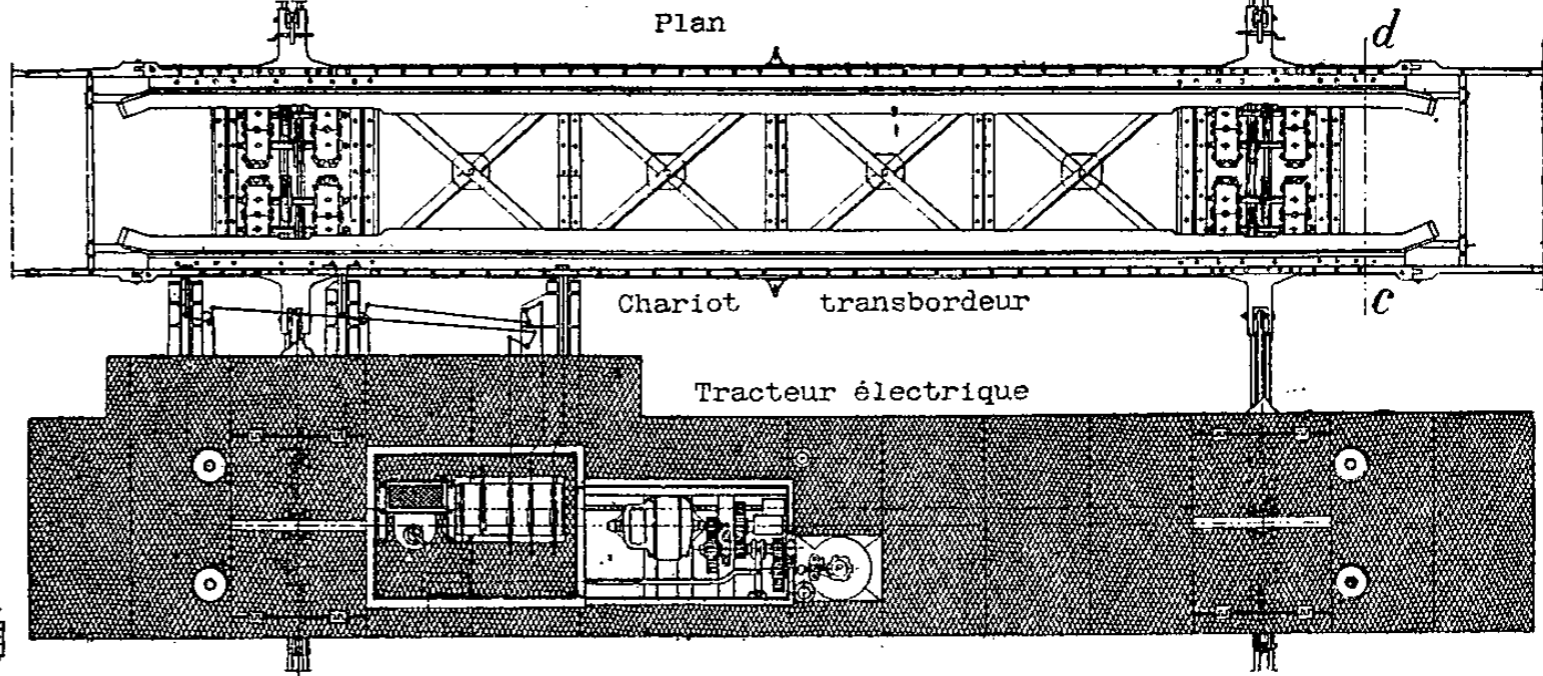 Plan
d
Chariot transbordeur
c
Tracteur électrique